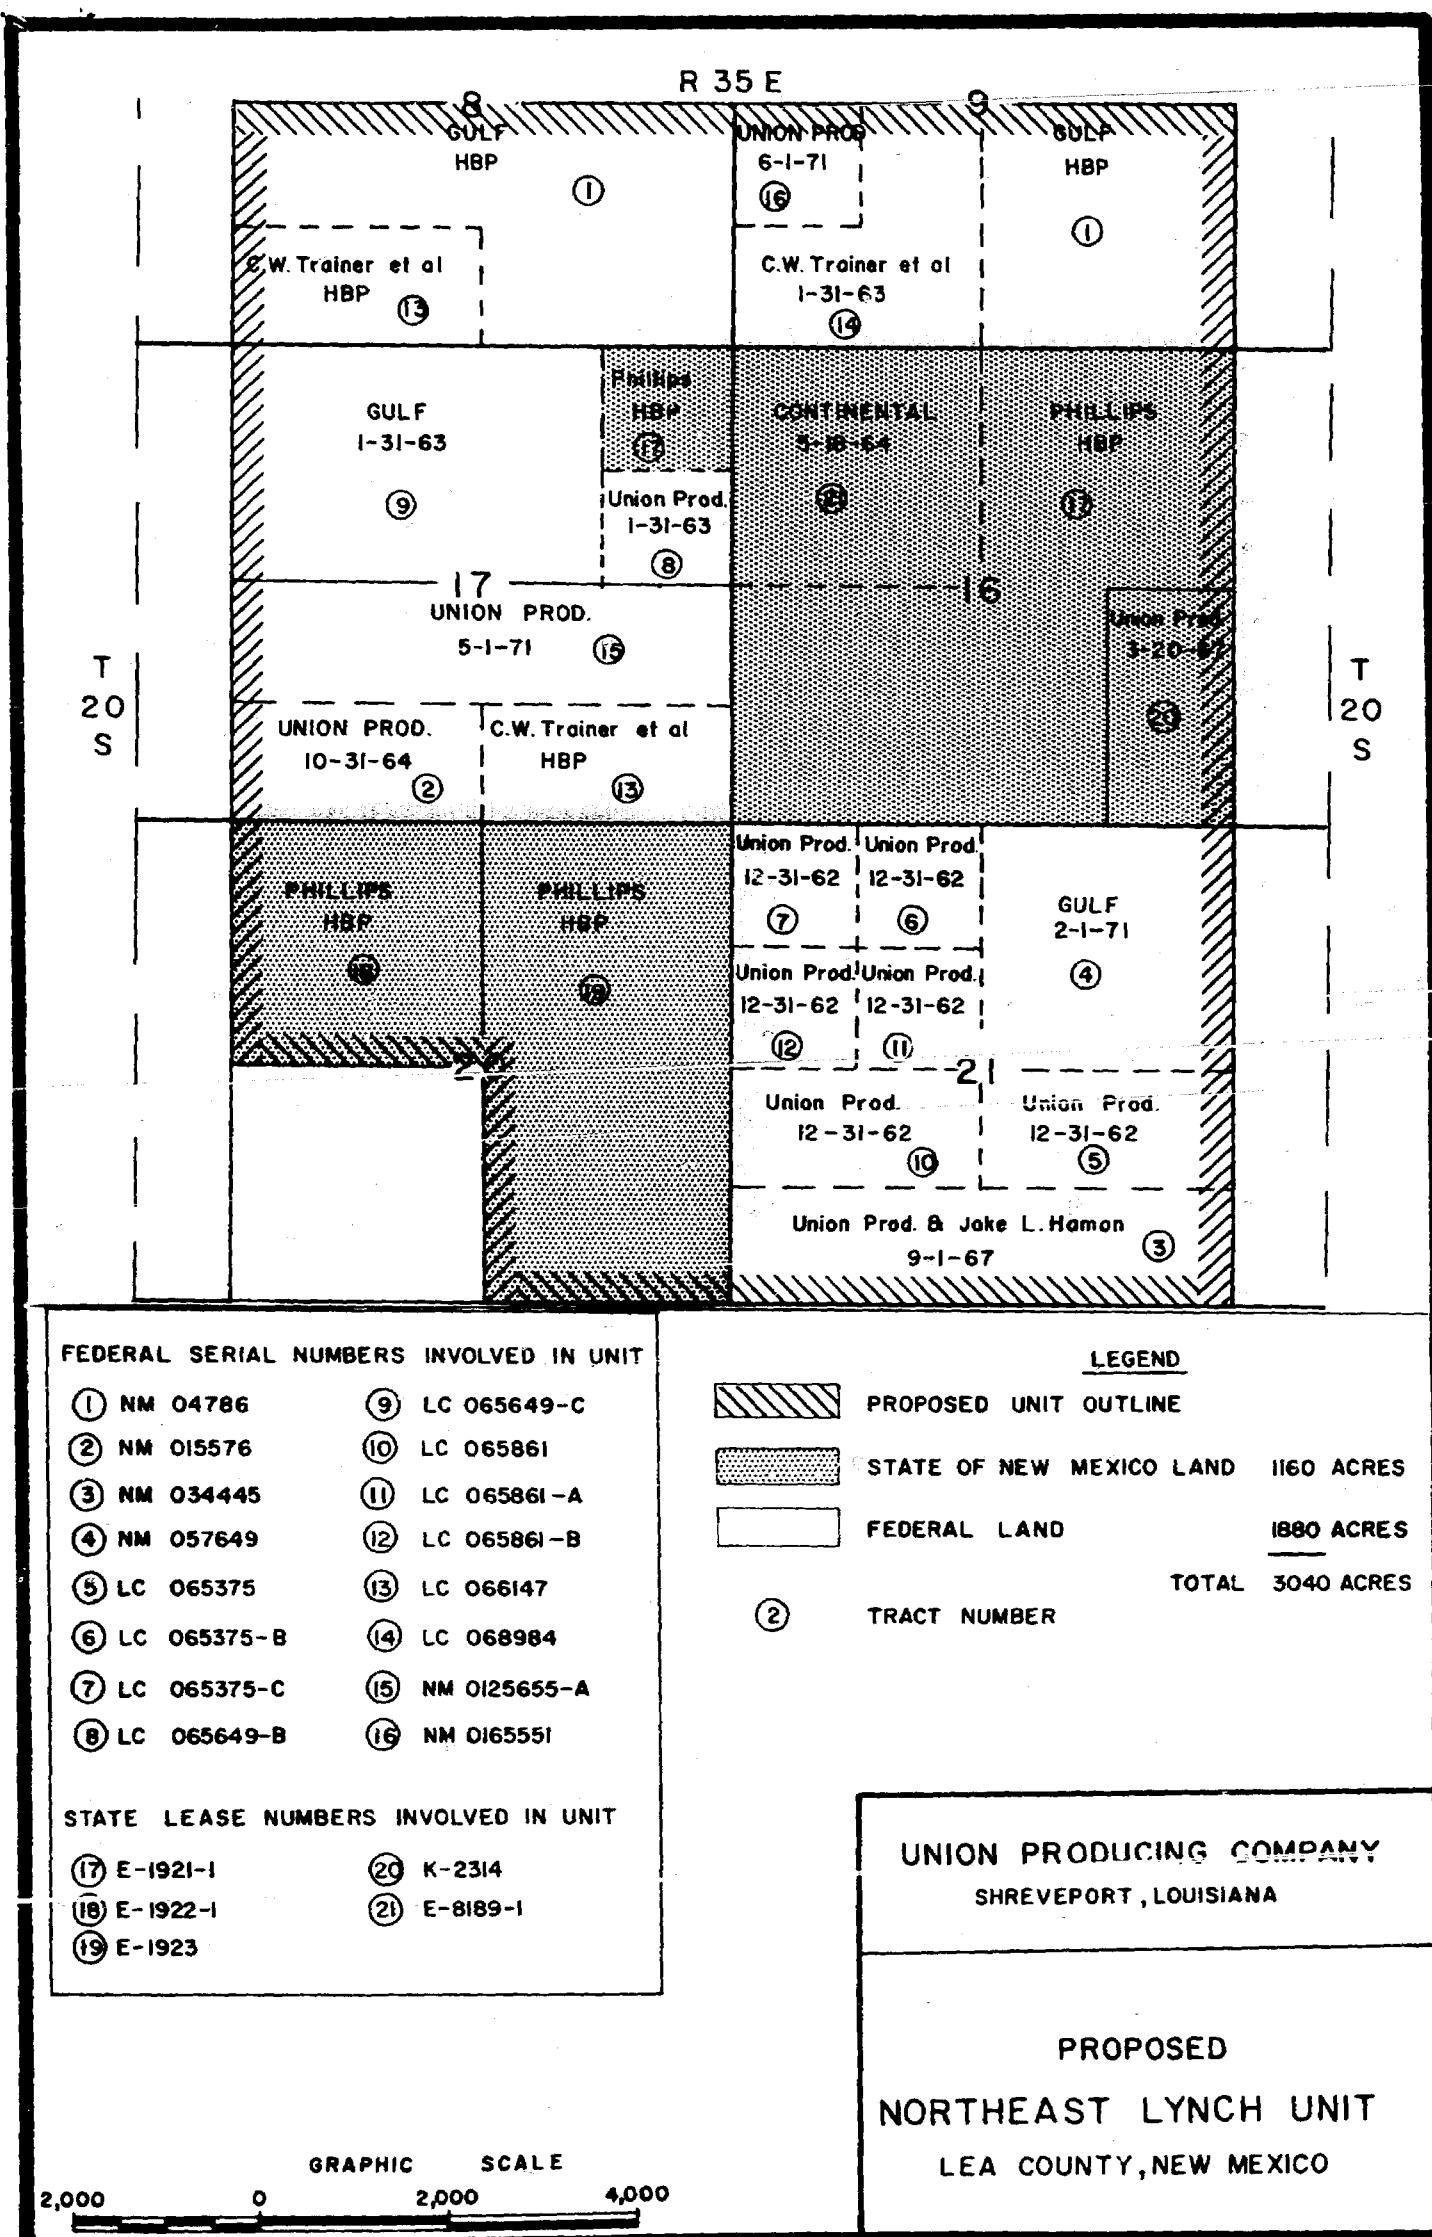 R 35 E
8
9
GULF
HBP
1
UNION PROD
6-1-71
16
GULF
HBP
1
C.W. Trainer et al
HBP
13
C.W. Trainer et al
1-31-63
14
GULF
1-31-63
9
Phillips
HBP
17
Union Prod.
1-31-63
8
CONTINENTAL
5-18-64
21
PHILLIPS
HBP
17
17
16
UNION PROD.
5-1-71
15
Union Prod.
20
T
20
S
T
20
S
UNION PROD.
10-31-64
2
C.W. Trainer et al
HBP
13
PHILLIPS
HBP
18
PHILLIPS
HBP
19
Union Prod.
12-31-62
7
Union Prod.
12-31-62
6
GULF
2-1-71
4
Union Prod.
12-31-62
12
Union Prod.
12-31-62
11
21
Union Prod.
12-31-62
10
Union Prod.
12-31-62
5
Union Prod. & Jake L. Hamon
9-1-67
3
FEDERAL SERIAL NUMBERS INVOLVED IN UNIT
1 NM 04786
2 NM 015576
3 NM 034445
4 NM 057649
5 LC 065375
6 LC 065375-B
7 LC 065375-C
8 LC 065649-B
9 LC 065649-C
10 LC 065861
11 LC 065861-A
12 LC 065861-B
13 LC 066147
14 LC 068984
15 NM 0125655-A
16 NM 0165551
STATE LEASE NUMBERS INVOLVED IN UNIT
17 E-1921-1
18 E-1922-1
19 E-1923
20 K-2314
21 E-8189-1
LEGEND
PROPOSED UNIT OUTLINE
STATE OF NEW MEXICO LAND 1160 ACRES
FEDERAL LAND 1880 ACRES
TOTAL 3040 ACRES
2 TRACT NUMBER
UNION PRODUCING COMPANY
SHREVEPORT, LOUISIANA
PROPOSED
NORTHEAST LYNCH UNIT
LEA COUNTY, NEW MEXICO
GRAPHIC SCALE
2,000 0 2,000 4,000